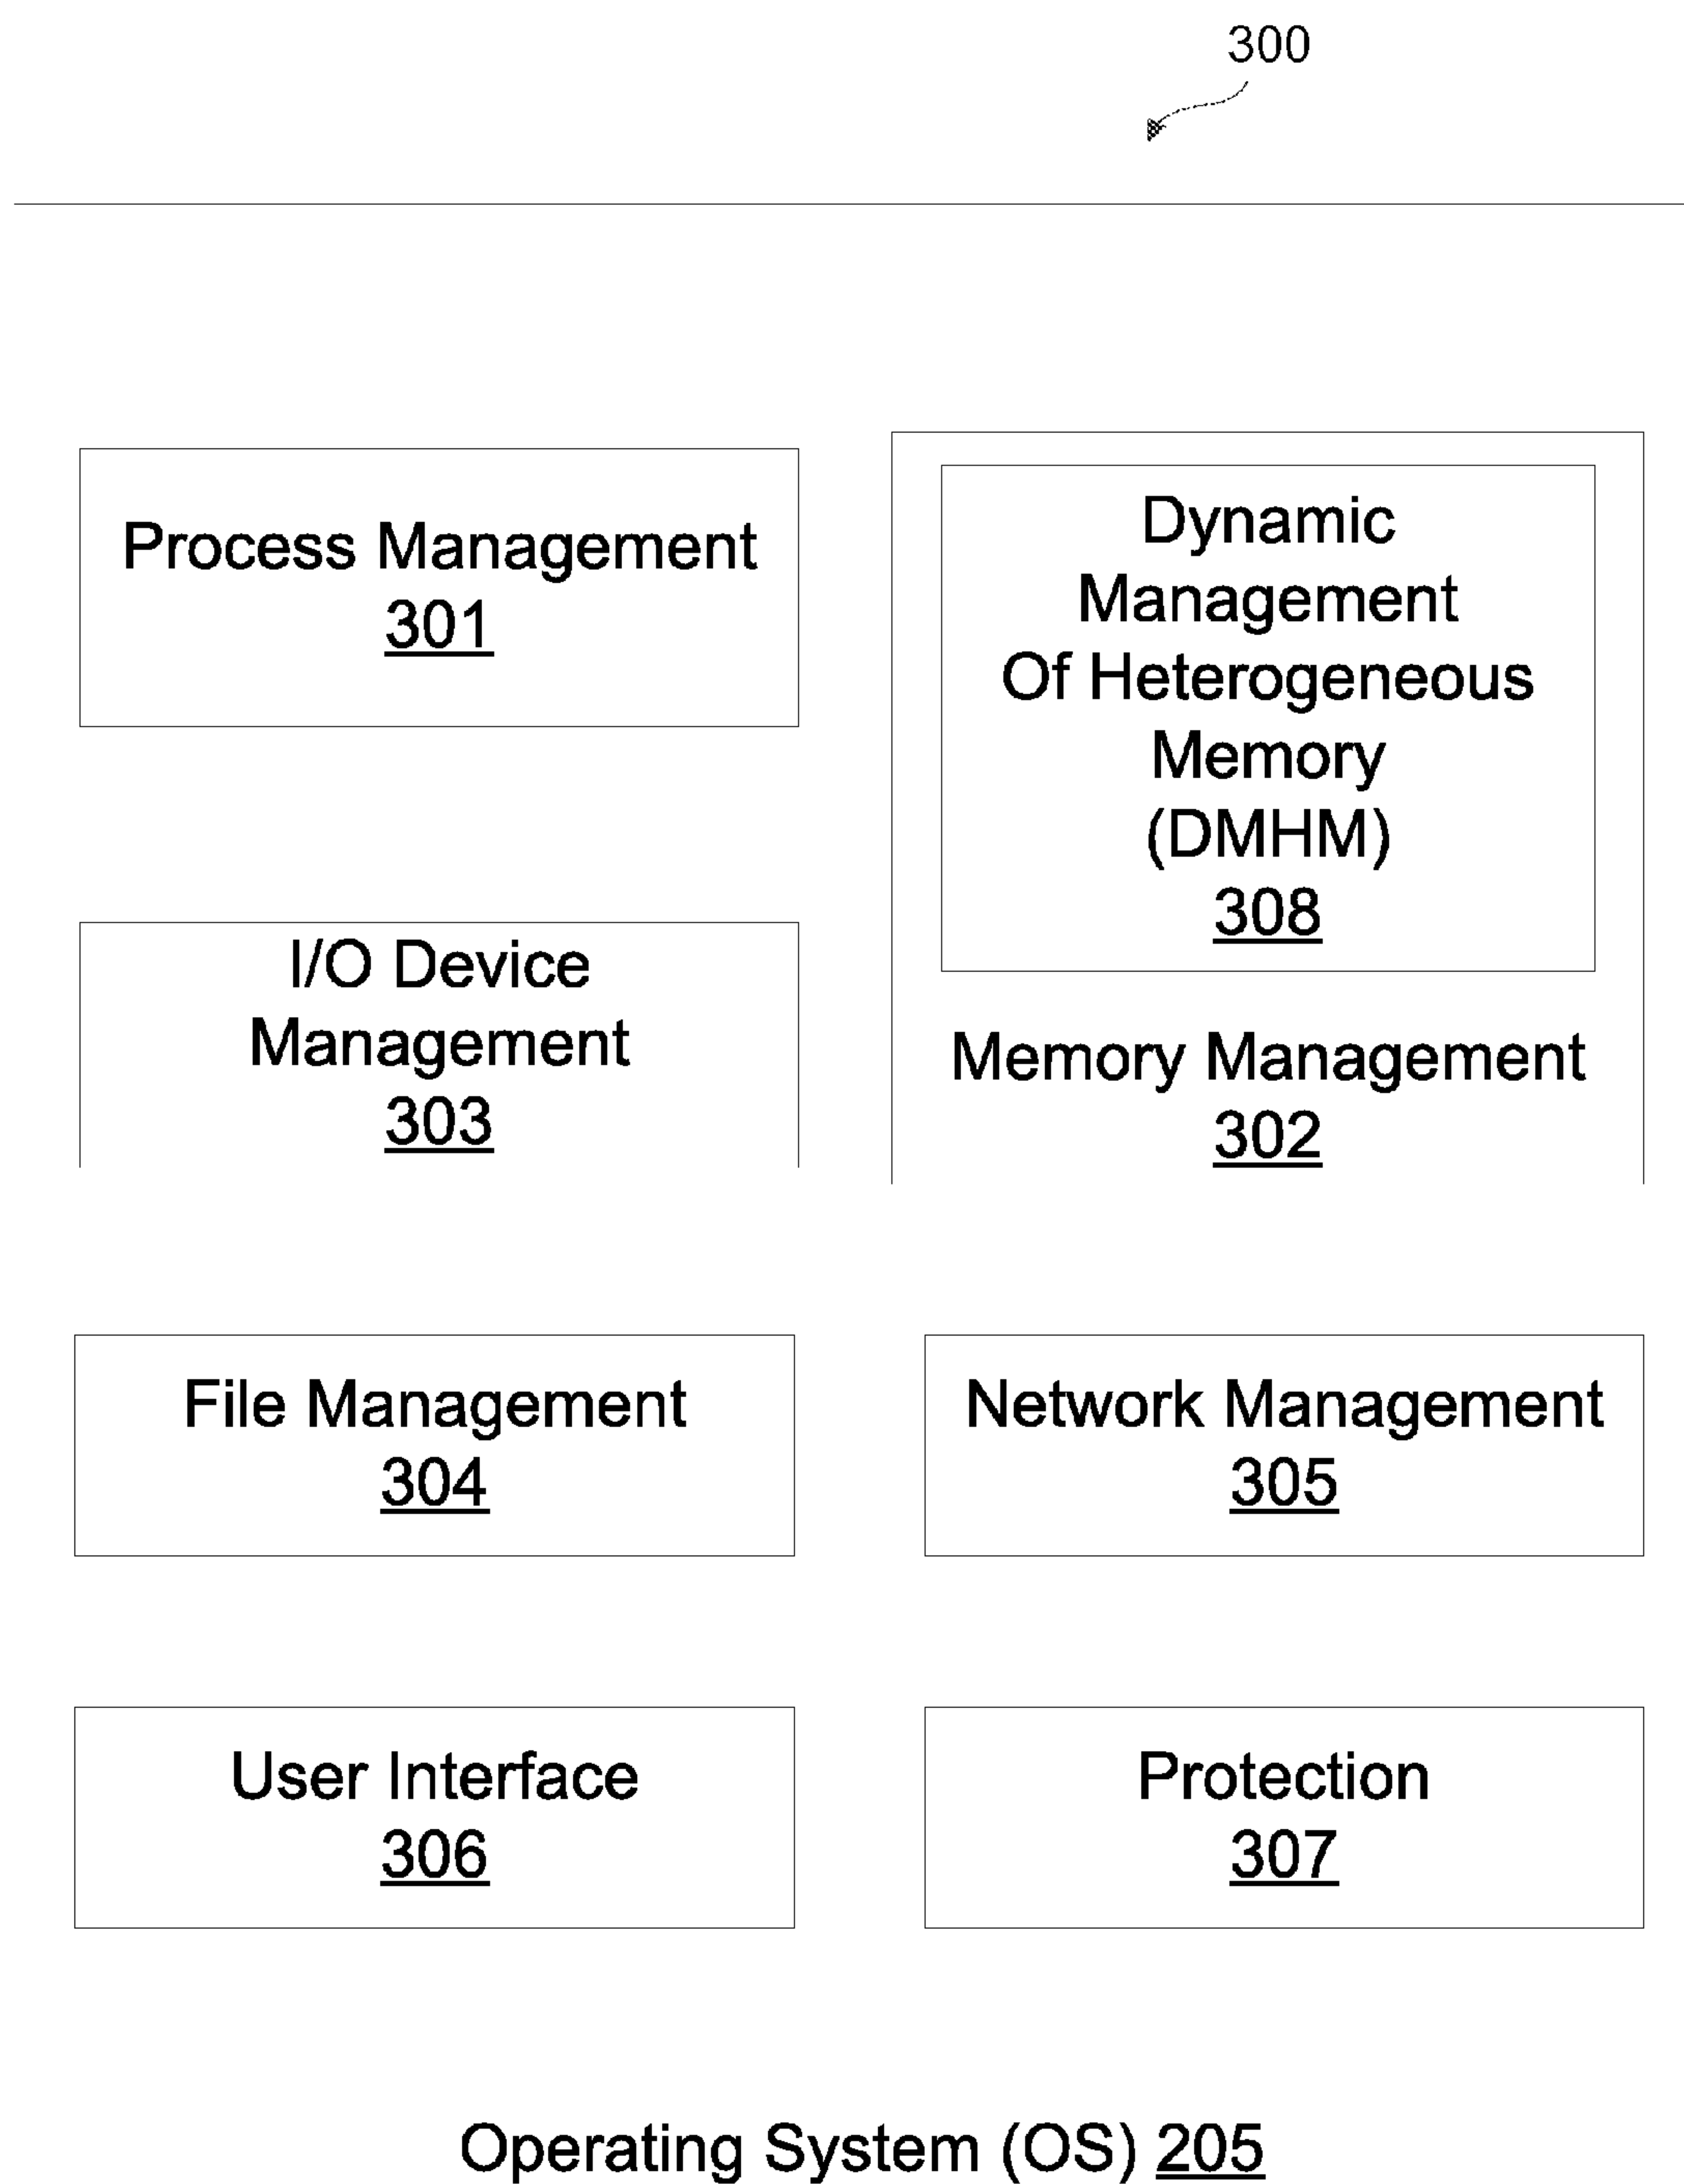 300
Process Management
301
Dynamic
Management
Of Heterogeneous
Memory
(DMHM)
308
I/O Device
Management
303
Memory Management
302
File Management
304
Network Management
305
User Interface
306
Protection
307
Operating System (OS) 205